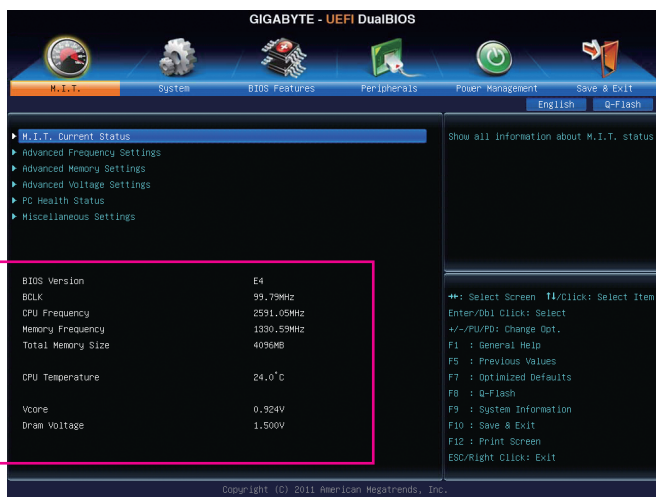 GIGABYTE - UEFI DualBIOS
M.I.T.
System
BIOS Features
Peripherals
Power Management
Save & Exit
English
Q-Flash
M.I.T. Current Status
Advanced Frequency Settings
Advanced Memory Settings
Advanced Voltage Settings
PC Health Status
Miscellaneous Settings
BIOS Version E4
BCLK 99.79MHz
CPU Frequency 2591.05MHz
Memory Frequency 1330.59MHz
Total Memory Size 4096MB
CPU Temperature 24.0°C
Vcore 0.924V
Dram Voltage 1.500V
Show all information about M.I.T. status
→←: Select Screen ↑↓/Click: Select Item
Enter/Dbl Click: Select
+/-/PU/PD: Change Opt.
F1 : General Help
F5 : Previous Values
F7 : Optimized Defaults
F8 : Q-Flash
F9 : System Information
F10 : Save & Exit
F12 : Print Screen
ESC/Right Click: Exit
Copyright (C) 2011 American Megatrends, Inc.